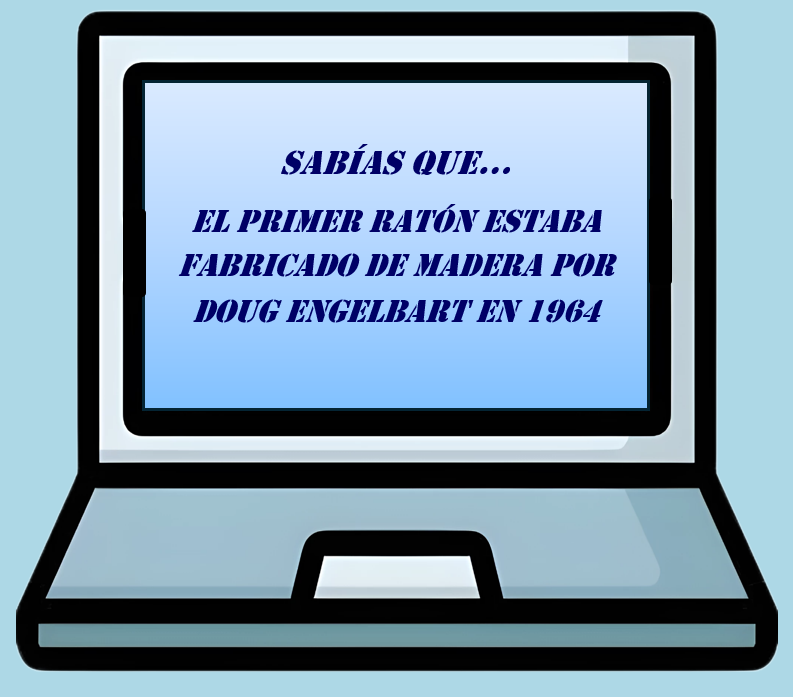 SABÍAS QUE...
EL PRIMER RATÓN ESTABA
FABRICADO DE MADERA POR
DOUG ENGELBART EN 1964